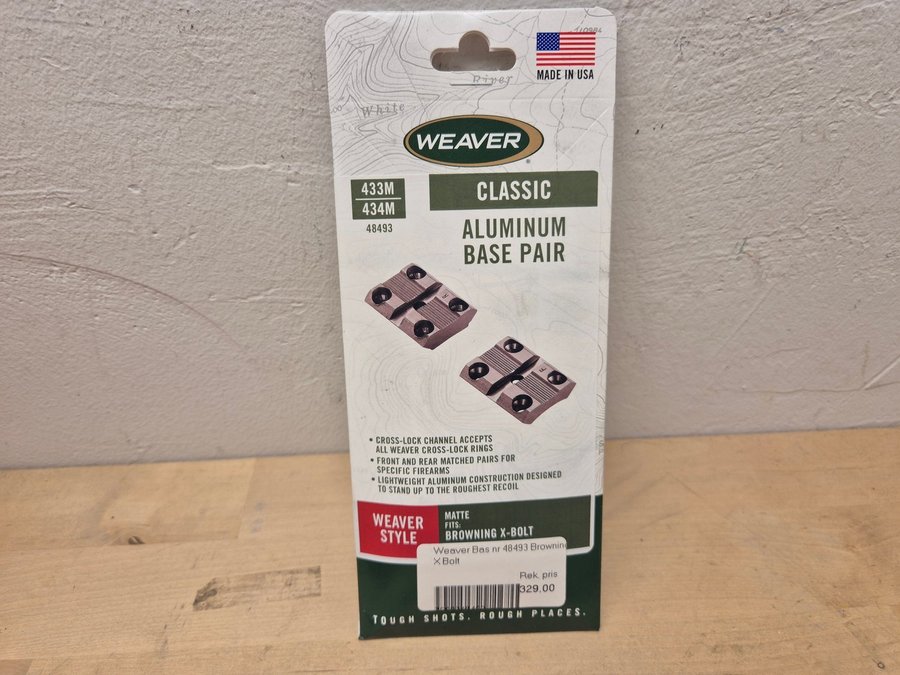 River
White
MADE IN USA
WEAVER
433M
434M
48493
CLASSIC
ALUMINUM
BASE PAIR
• CROSS-LOCK CHANNEL ACCEPTS
ALL WEAVER CROSS-LOCK RINGS
• FRONT AND REAR MATCHED PAIRS FOR
SPECIFIC FIREARMS
• LIGHTWEIGHT ALUMINUM CONSTRUCTION DESIGNED
TO STAND UP TO THE ROUGHEST RECOIL
WEAVER
STYLE
MATTE
FITS:
BROWNING X-BOLT
Weaver Bas nr 48493 Browning
X Bolt
Rek. pris
329,00
TOUGH SHOTS. ROUGH PLACES.